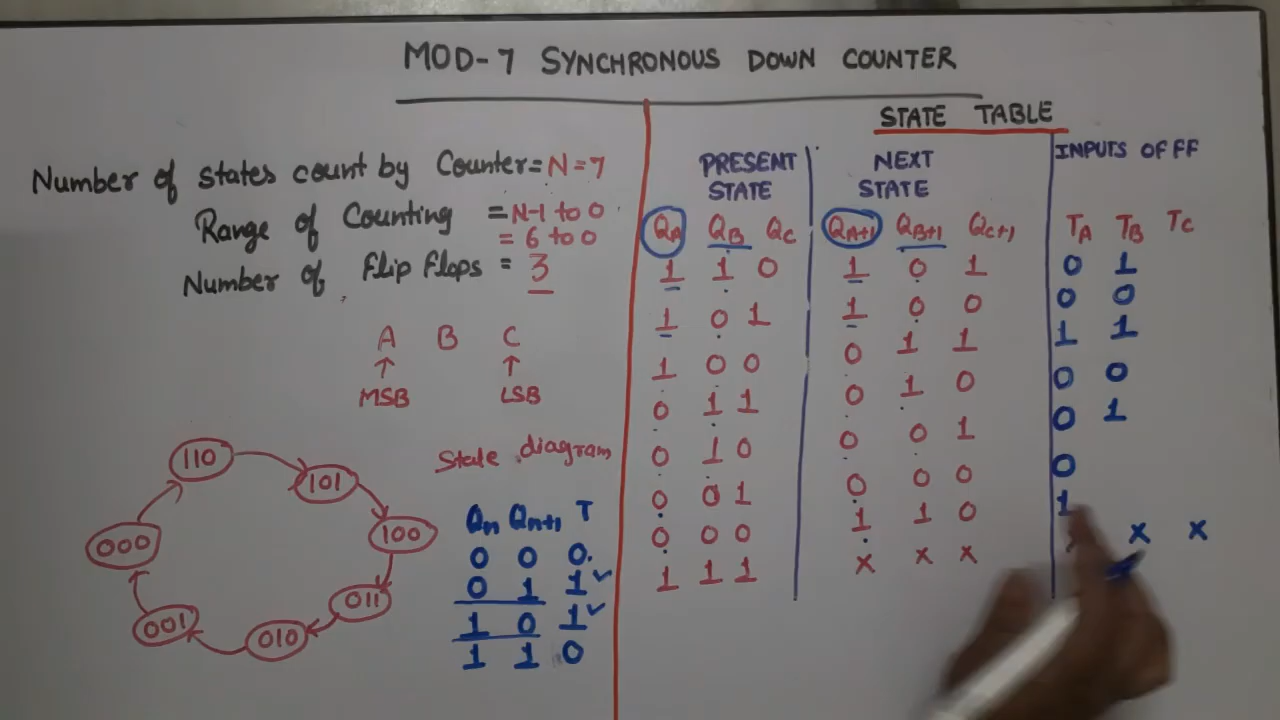 MOD-7 SYNCHRONOUS DOWN COUNTER
Number of states count by Counter = N = 7
Range of Counting = N-1 to 0
= 6 to 0
Number of Flip Flops = 3
A B C
↑ ↑
MSB LSB
State diagram
110
101
100
011
010
001
000
Qn Qn+1 T
0 0 0
0 1 1 ✓
1 0 1 ✓
1 1 0
STATE TABLE
PRESENT STATE NEXT STATE INPUTS OF FF
QA QB QC QA+1 QB+1 QC+1 TA TB TC
1 1 0 1 0 1 0 1
1 0 1 1 0 0 0 0
1 0 0 0 1 1 1 1
0 1 1 0 1 0 0 0
0 1 0 0 0 1 0 1
0 0 1 0 0 0 0
0 0 0 1 1 0 1
1 1 1 x x x x x